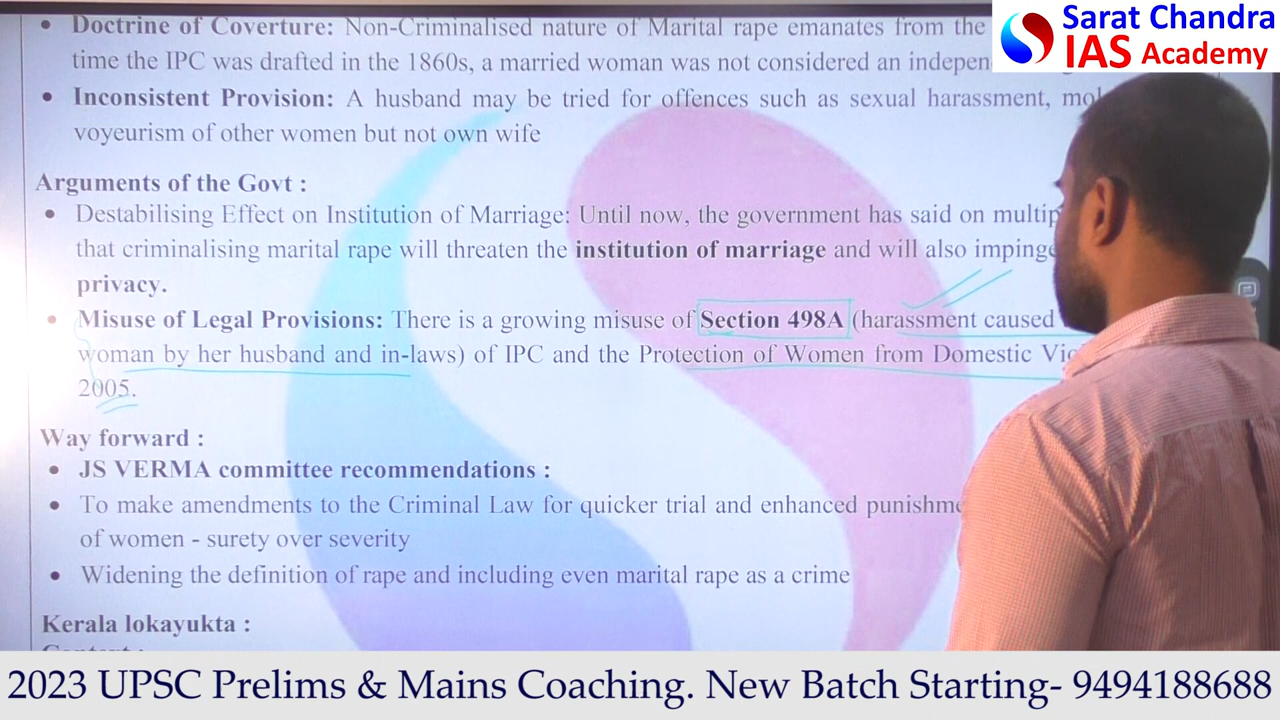 Sarat Chandra
IAS Academy
• Doctrine of Coverture: Non-Criminalised nature of Marital rape emanates from the
time the IPC was drafted in the 1860s, a married woman was not considered an
• Inconsistent Provision: A husband may be tried for offences such as sexual harassment,
voyeurism of other women but not own wife
Arguments of the Govt :
• Destabilising Effect on Institution of Marriage: Until now, the government has said on
that criminalising marital rape will threaten the institution of marriage and will also
privacy.
• Misuse of Legal Provisions: There is a growing misuse of Section 498A (harassment caused
woman by her husband and in-laws) of IPC and the Protection of Women from Domestic
2005.
Way forward :
• JS VERMA committee recommendations :
• To make amendments to the Criminal Law for quicker trial and enhanced
of women - surety over severity
• Widening the definition of rape and including even marital rape as a crime
Kerala lokayukta :
2023 UPSC Prelims & Mains Coaching. New Batch Starting- 9494188688